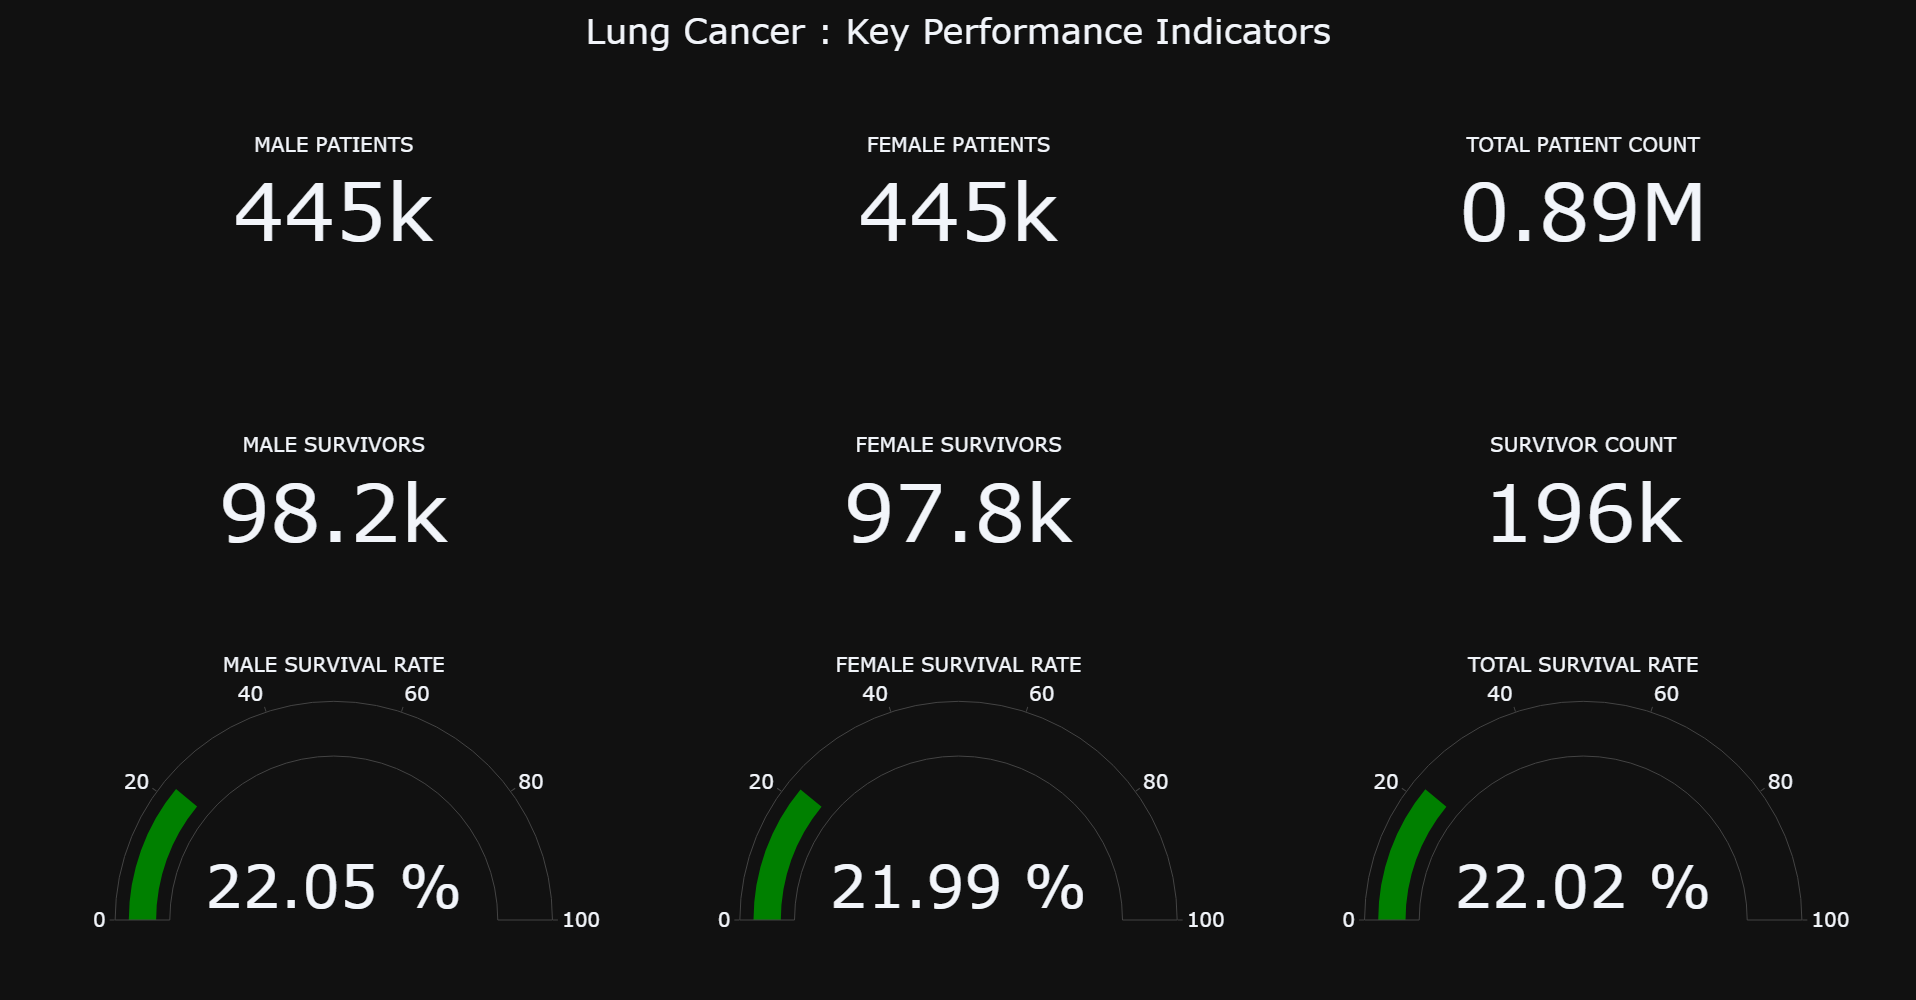 Lung Cancer : Key Performance Indicators
MALE PATIENTS
445k
FEMALE PATIENTS
445k
TOTAL PATIENT COUNT
0.89M
MALE SURVIVORS
98.2k
FEMALE SURVIVORS
97.8k
SURVIVOR COUNT
196k
MALE SURVIVAL RATE
0
20
40
60
80
100
22.05 %
FEMALE SURVIVAL RATE
0
20
40
60
80
100
21.99 %
TOTAL SURVIVAL RATE
0
20
40
60
80
100
22.02 %